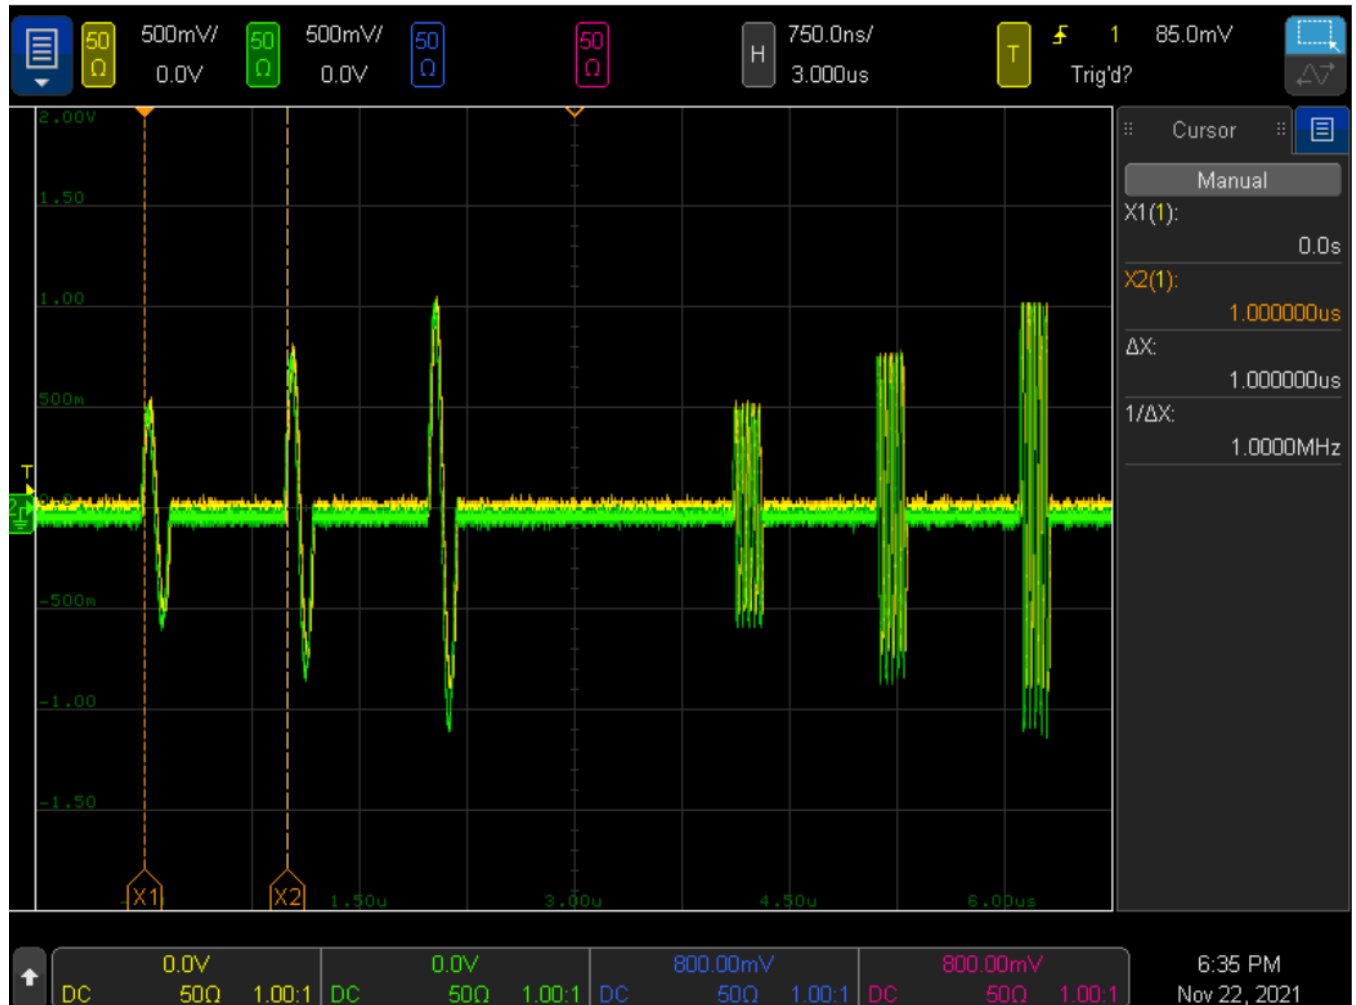 50 Ω 500mV/ 0.0V
50 Ω 500mV/ 0.0V
50 Ω
50 Ω
H 750.0ns/ 3.000us
T 1 85.0mV
Trig'd?
2.00V
1.50
1.00
500m
0.0
-500m
-1.00
-1.50
T
2
X1
X2
1.50u
3.00u
4.50u
6.00us
Cursor
Manual
X1(1):
0.0s
X2(1):
1.000000us
ΔX:
1.000000us
1/ΔX:
1.0000MHz
0.0V
DC 50Ω 1.00:1
0.0V
DC 50Ω 1.00:1
800.00mV
DC 50Ω 1.00:1
800.00mV
DC 50Ω 1.00:1
6:35 PM
Nov 22, 2021